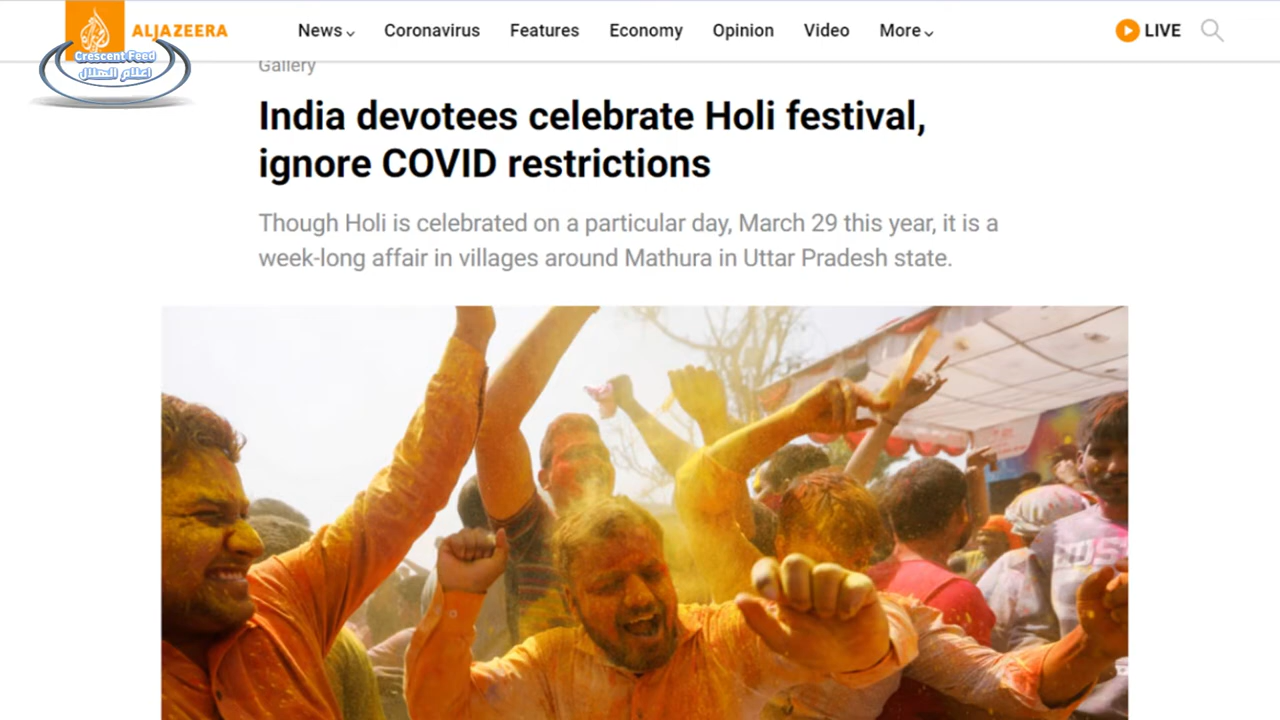 ALJAZEERA
News
Coronavirus
Features
Economy
Opinion
Video
More
LIVE
Crescent Feed
اعلام الهلال
Gallery
India devotees celebrate Holi festival,
ignore COVID restrictions
Though Holi is celebrated on a particular day, March 29 this year, it is a
week-long affair in villages around Mathura in Uttar Pradesh state.